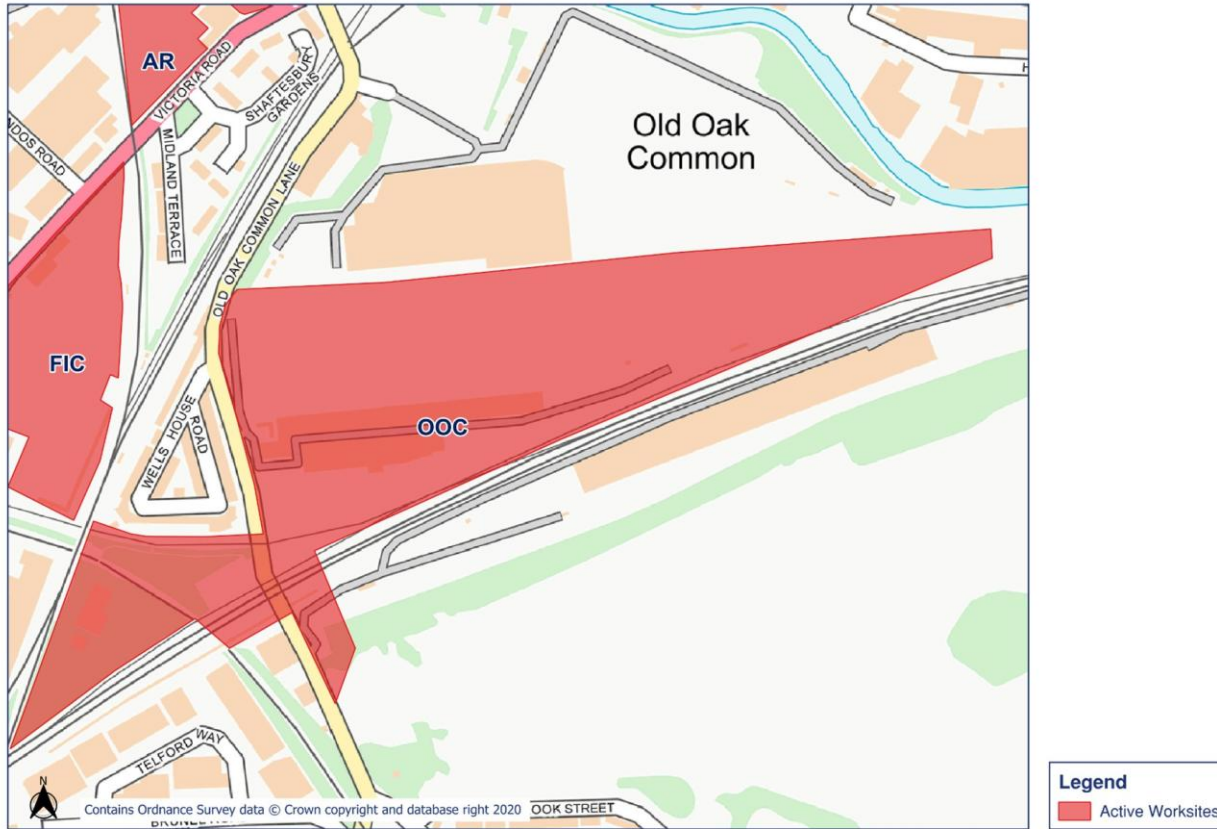 AR
VICTORIA ROAD
SHAFTESBURY
GARDENS
MIDLAND TERRACE
ROAD
OLD OAK COMMON LANE
Old Oak
Common
H
FIC
WELLS HOUSE
ROAD
OOC
TELFORD WAY
N
Contains Ordnance Survey data © Crown copyright and database right 2020
OOK STREET
Legend
Active Worksites